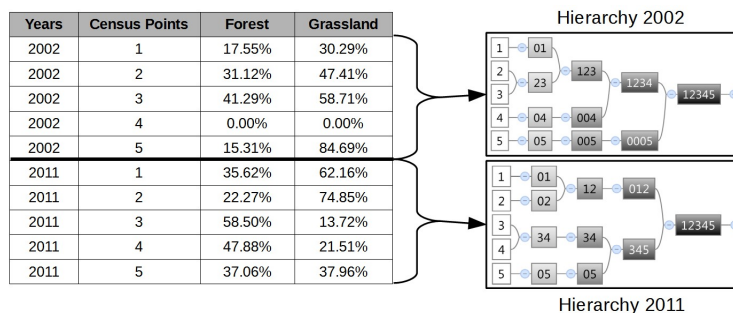 Years Census Points Forest Grassland
2002 1 17.55% 30.29%
2002 2 31.12% 47.41%
2002 3 41.29% 58.71%
2002 4 0.00% 0.00%
2002 5 15.31% 84.69%
2011 1 35.62% 62.16%
2011 2 22.27% 74.85%
2011 3 58.50% 13.72%
2011 4 47.88% 21.51%
2011 5 37.06% 37.96%
Hierarchy 2002
1 01
2 23 123 1234 12345
3
4 04 004
5 05 005 0005
1 01
2 02 12 012
3 34 34 12345
4 345
5 05 05
Hierarchy 2011